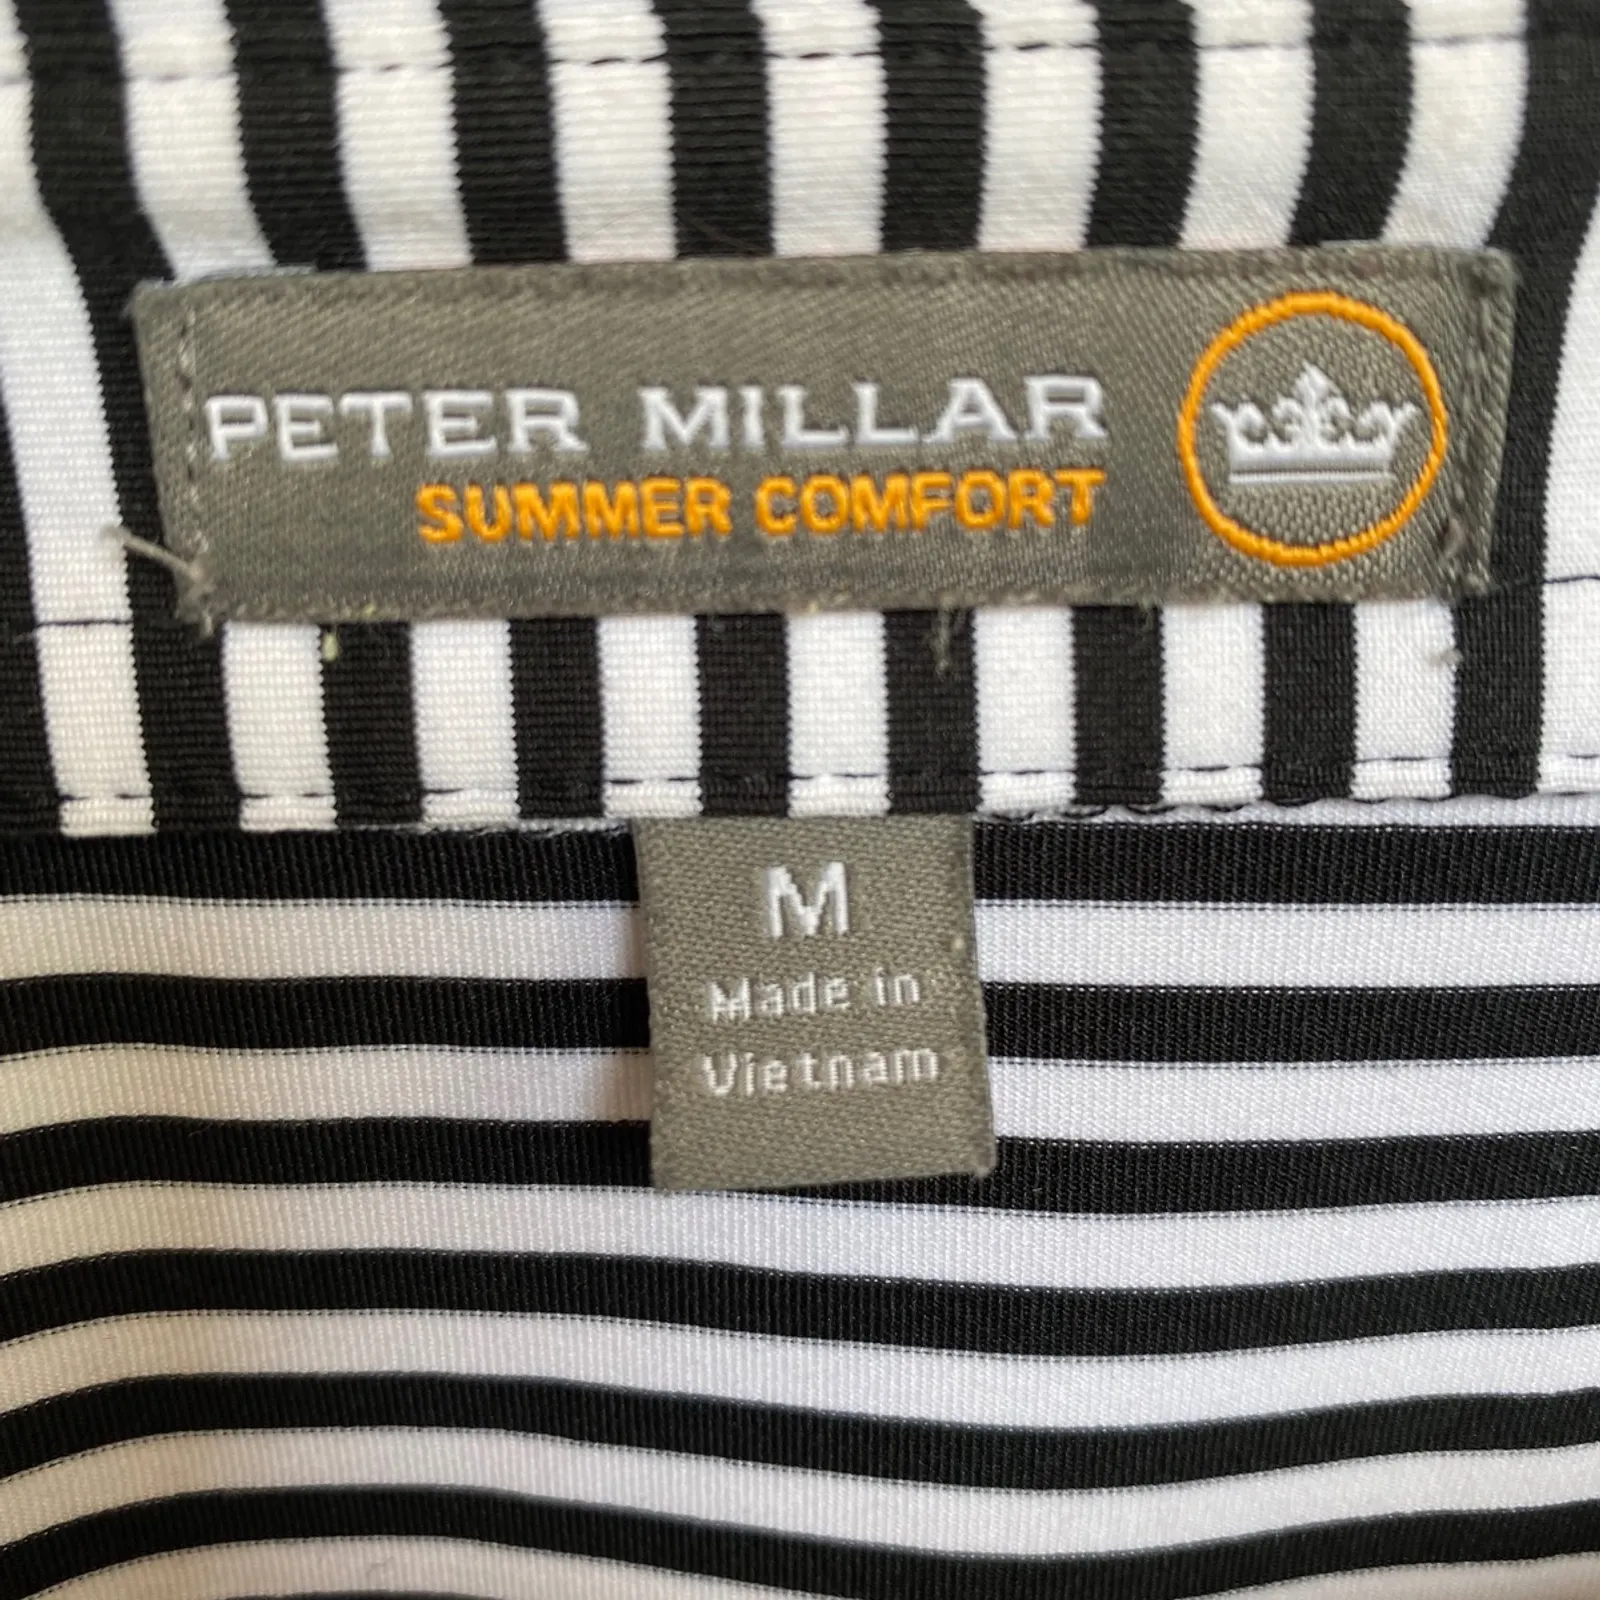 PETER MILLAR
SUMMER COMFORT
M
Made in
Vietnam